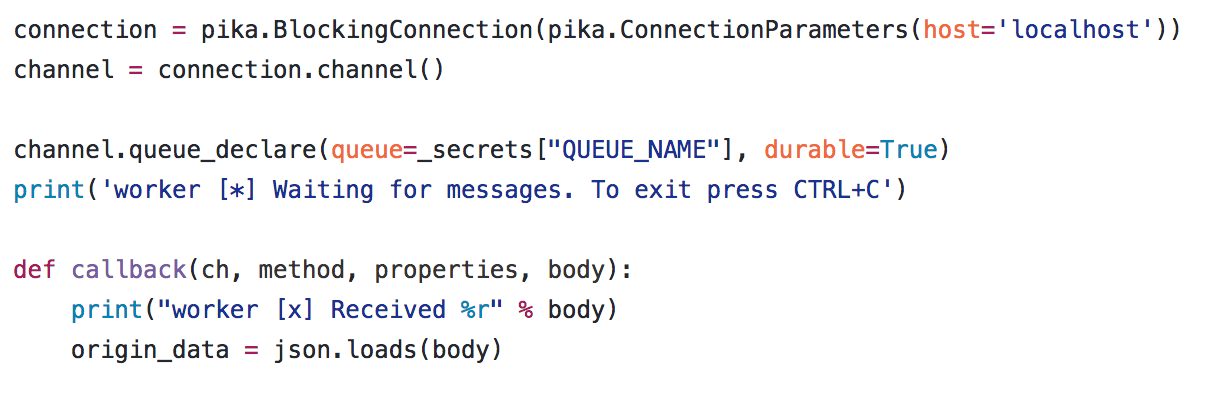 connection = pika.BlockingConnection(pika.ConnectionParameters(host='localhost'))
channel = connection.channel()

channel.queue_declare(queue=_secrets["QUEUE_NAME"], durable=True)
print('worker [*] Waiting for messages. To exit press CTRL+C')

def callback(ch, method, properties, body):
    print("worker [x] Received %r" % body)
    origin_data = json.loads(body)